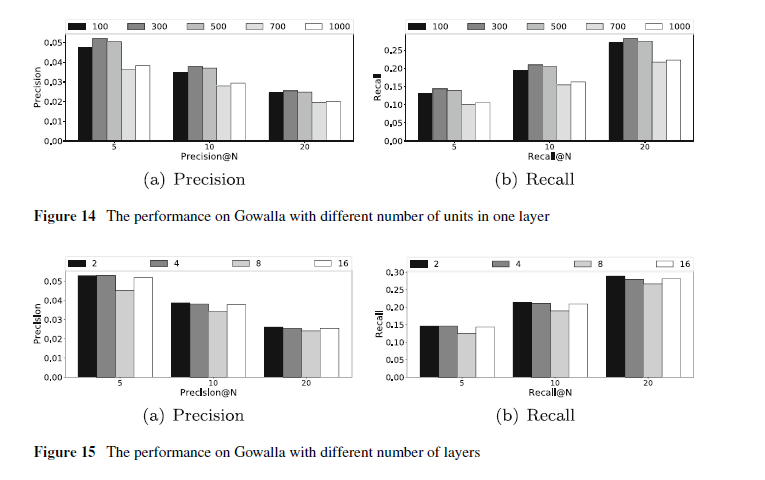 100 300 500 700 1000
100 300 500 700 1000
0.05
0.04
0.03
0.02
0.01
0.00
Precision
5 10 20
Precision@N
0.25
0.20
0.15
0.10
0.05
0.00
Recall
5 10 20
Recall@N
(a) Precision
(b) Recall
Figure 14 The performance on Gowalla with different number of units in one layer
2 4 8 16
2 4 8 16
0.05
0.04
0.03
0.02
0.01
0.00
Precision
5 10 20
Precision@N
0.30
0.25
0.20
0.15
0.10
0.05
0.00
Recall
5 10 20
Recall@N
(a) Precision
(b) Recall
Figure 15 The performance on Gowalla with different number of layers